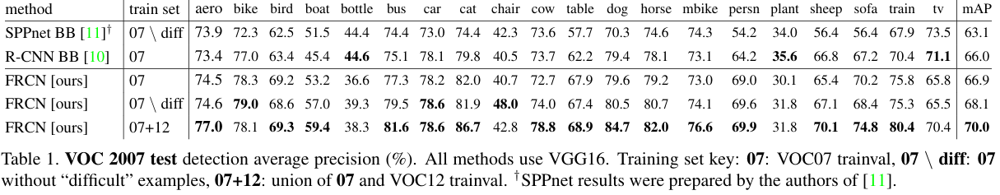 method train set aero bike bird boat bottle bus car cat chair cow table dog horse mbike persn plant sheep sofa train tv mAP
SPPnet BB [11]† 07 \ diff 73.9 72.3 62.5 51.5 44.4 74.4 73.0 74.4 42.3 73.6 57.7 70.3 74.6 74.3 54.2 34.0 56.4 56.4 67.9 73.5 63.1
R-CNN BB [10] 07 73.4 77.0 63.4 45.4 44.6 75.1 78.1 79.8 40.5 73.7 62.2 79.4 78.1 73.1 64.2 35.6 66.8 67.2 70.4 71.1 66.0
FRCN [ours] 07 74.5 78.3 69.2 53.2 36.6 77.3 78.2 82.0 40.7 72.7 67.9 79.6 79.2 73.0 69.0 30.1 65.4 70.2 75.8 65.8 66.9
FRCN [ours] 07 \ diff 74.6 79.0 68.6 57.0 39.3 79.5 78.6 81.9 48.0 74.0 67.4 80.5 80.7 74.1 69.6 31.8 67.1 68.4 75.3 65.5 68.1
FRCN [ours] 07+12 77.0 78.1 69.3 59.4 38.3 81.6 78.6 86.7 42.8 78.8 68.9 84.7 82.0 76.6 69.9 31.8 70.1 74.8 80.4 70.4 70.0
Table 1. VOC 2007 test detection average precision (%). All methods use VGG16. Training set key: 07: VOC07 trainval, 07 \ diff: 07
without “difficult” examples, 07+12: union of 07 and VOC12 trainval. †SPPnet results were prepared by the authors of [11].